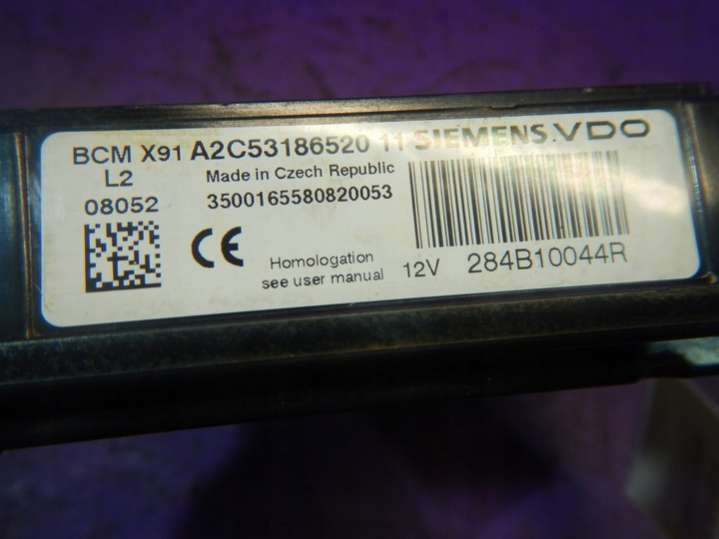 BCM X91 A2C53186520 11 SIEMENS.VDO
L2 Made in Czech Republic
08052 3500165580820053
CE Homologation
see user manual 12V 284B10044R